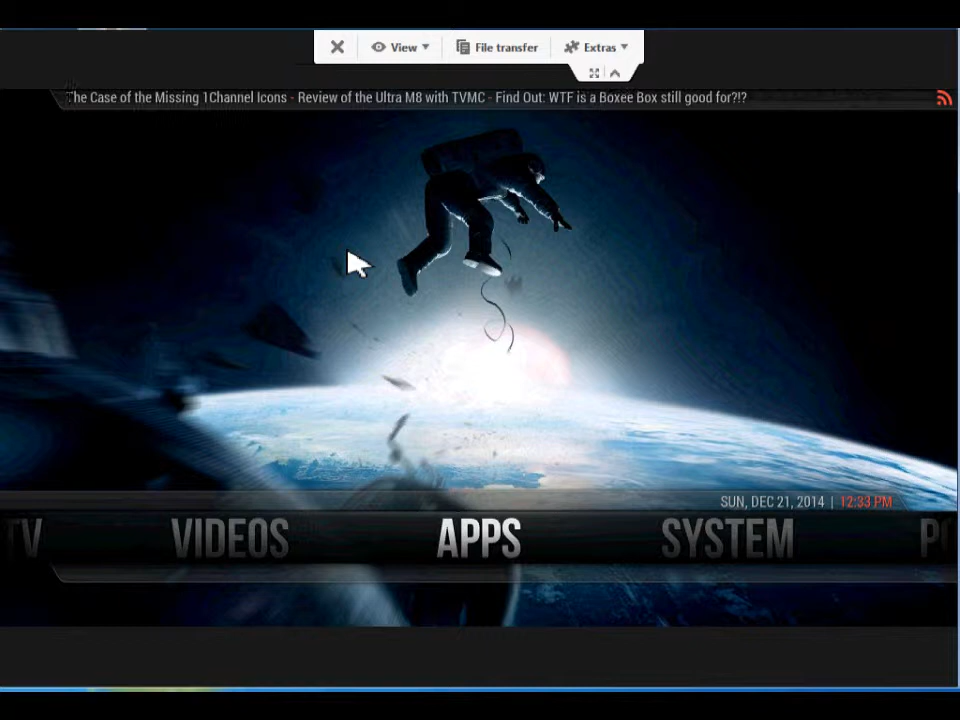 View
File transfer
Extras
The Case of the Missing 1Channel Icons - Review of the Ultra M8 with TVMC - Find Out: WTF is a Boxee Box still good for?!?
SUN, DEC 21, 2014 | 12:33 PM
TV VIDEOS APPS SYSTEM